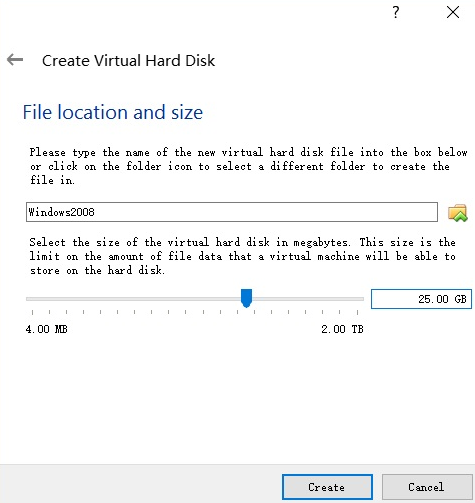 ?
Create Virtual Hard Disk
File location and size
Please type the name of the new virtual hard disk file into the box below
or click on the folder icon to select a different folder to create the
file in.
Windows2008
Select the size of the virtual hard disk in megabytes. This size is the
limit on the amount of file data that a virtual machine will be able to
store on the hard disk.
25.00 GB
4.00 MB 2.00 TB
Create Cancel